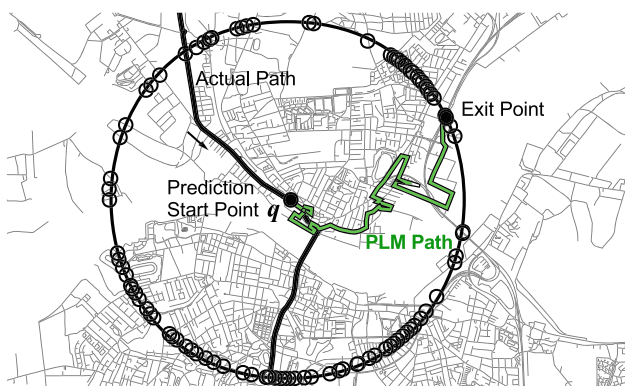 Actual Path
Exit Point
Prediction
Start Point q
PLM Path